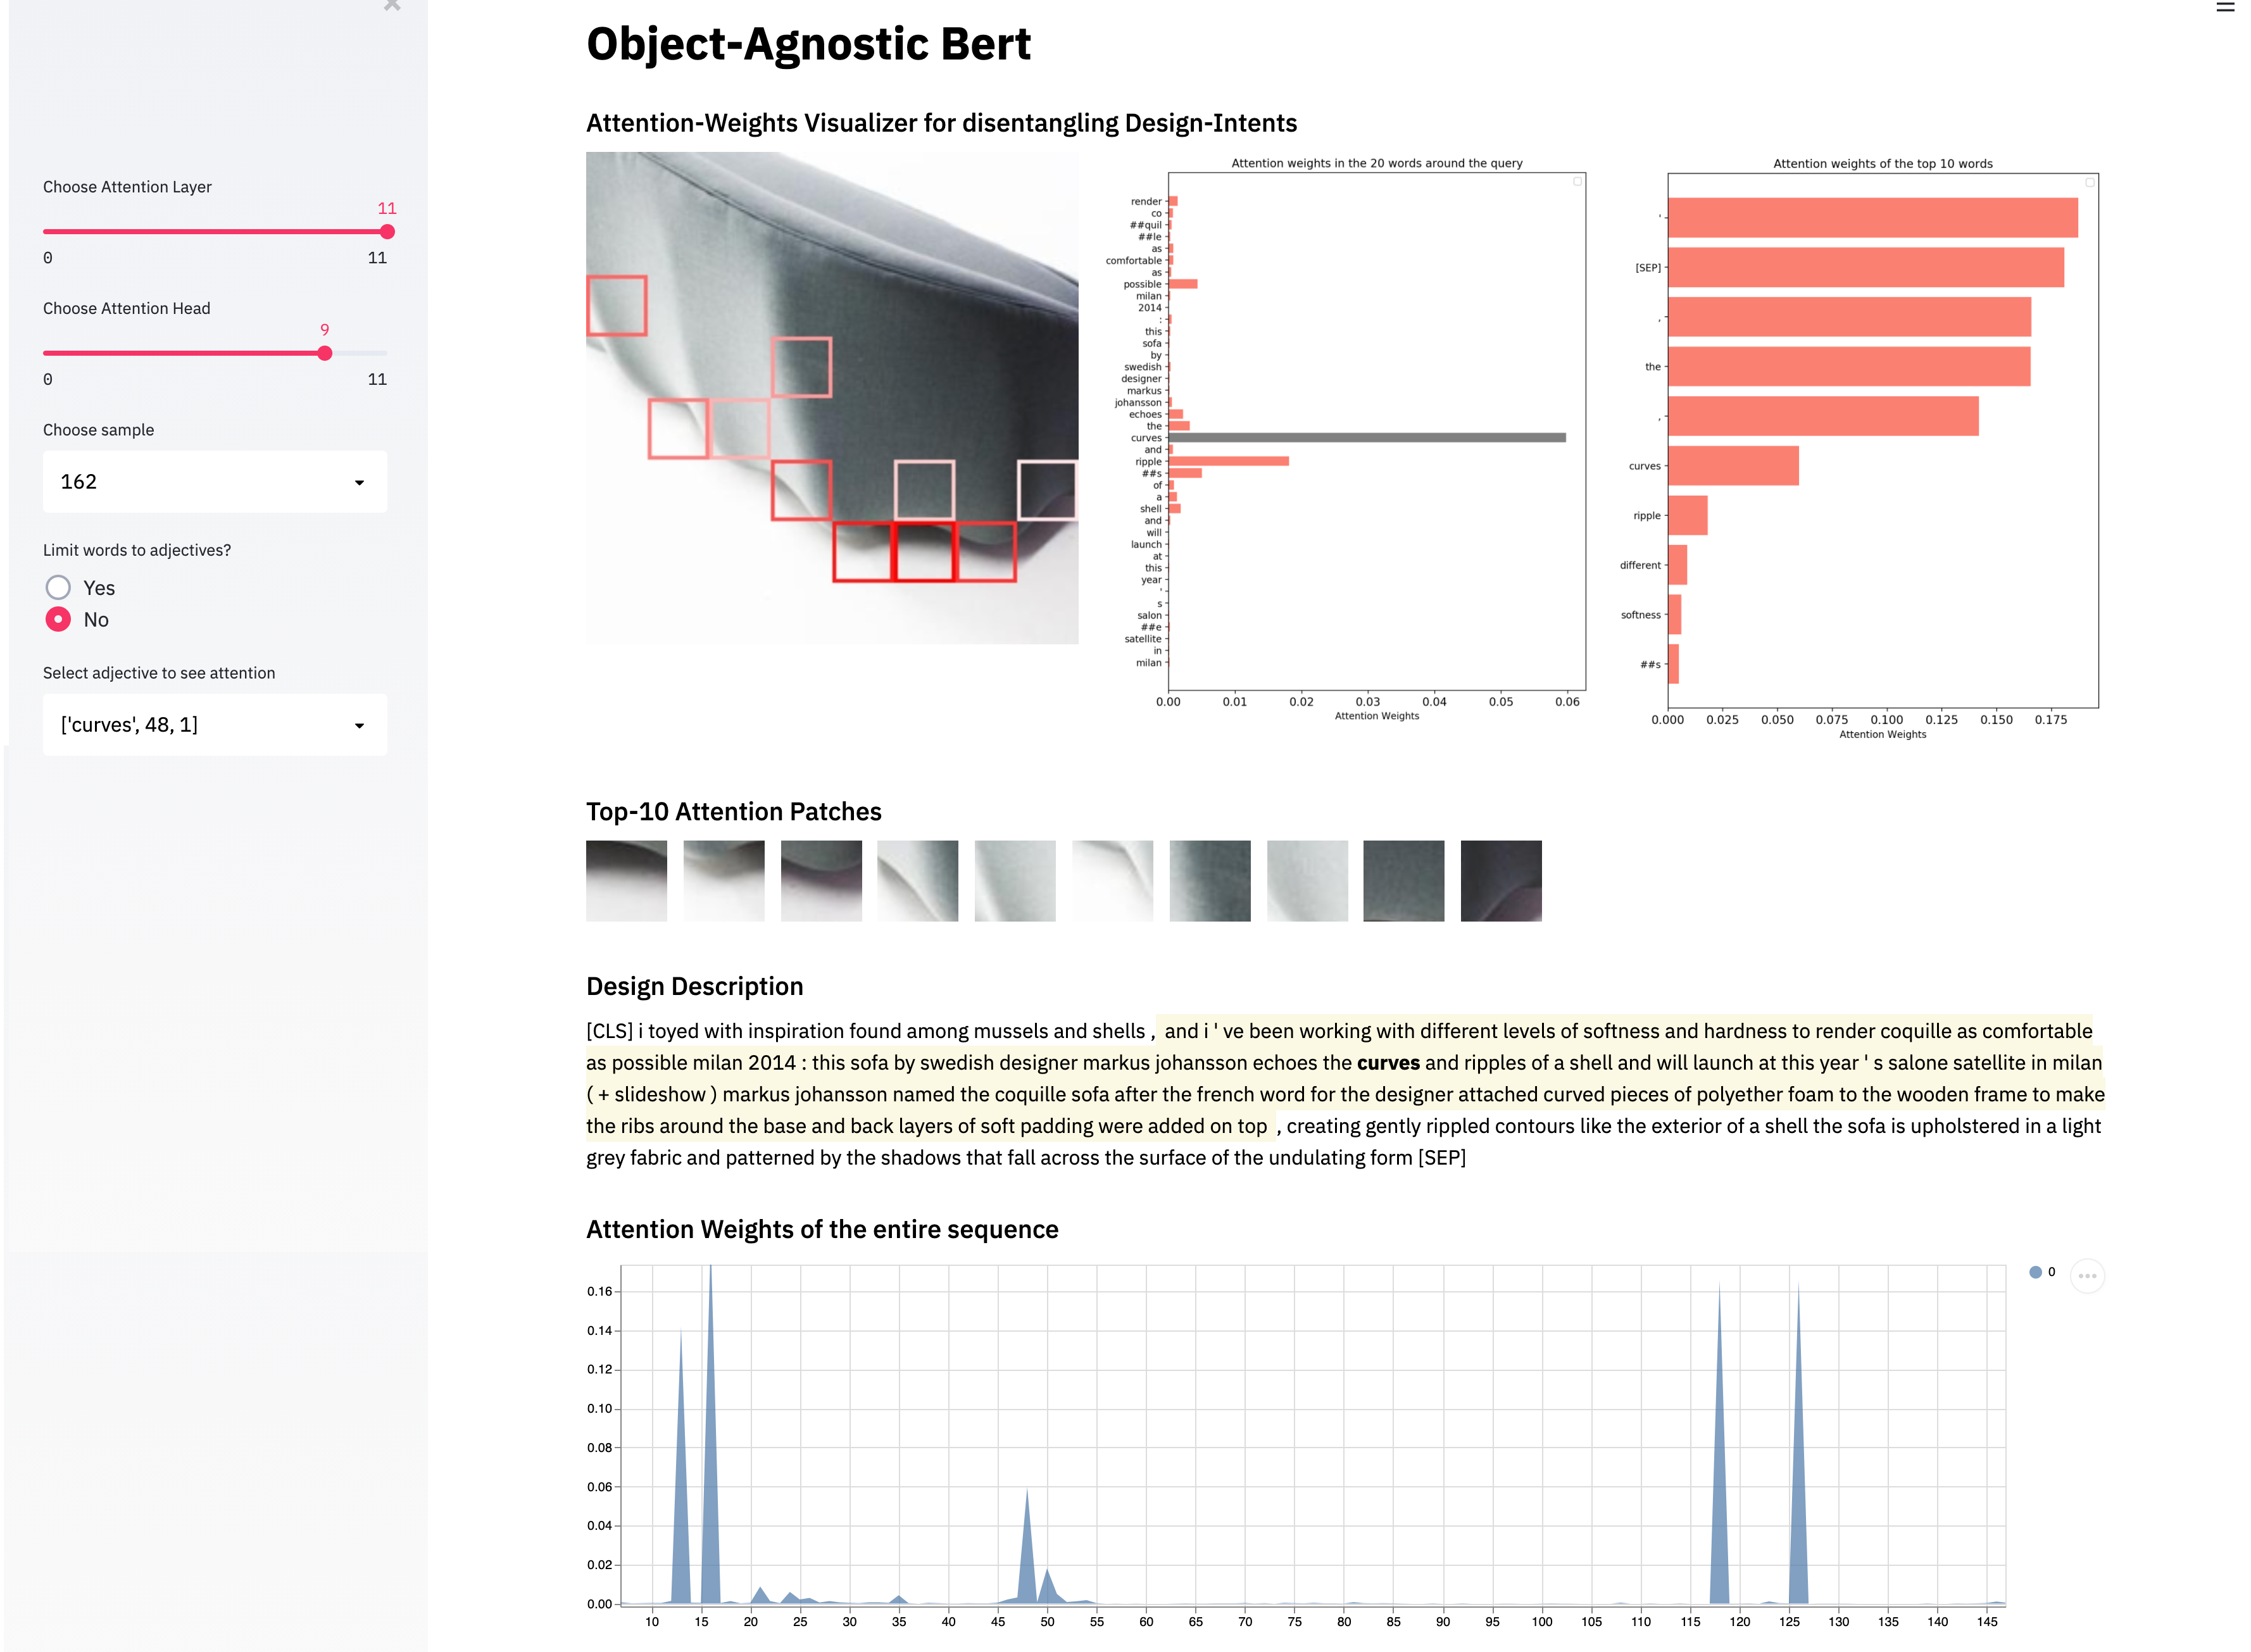 ×
Object-Agnostic Bert
Attention-Weights Visualizer for disentangling Design-Intents
Choose Attention Layer
11
0 11
Choose Attention Head
9
0 11
Choose sample
162
Limit words to adjectives?
Yes
No
Select adjective to see attention
['curves', 48, 1]
Attention weights in the 20 words around the query
render
co
##quil
##le
as
comfortable
as
possible
milan
2014
:
this
sofa
by
swedish
designer
markus
johansson
echoes
the
curves
and
ripple
##s
of
a
shell
and
will
launch
at
this
year
'
s
salon
##e
satellite
in
milan
0.00 0.01 0.02 0.03 0.04 0.05 0.06
Attention Weights
Attention weights of the top 10 words
'
[SEP]
,
the
,
curves
ripple
different
softness
##s
0.000 0.025 0.050 0.075 0.100 0.125 0.150 0.175
Attention Weights
Top-10 Attention Patches
Design Description
[CLS] i toyed with inspiration found among mussels and shells , and i ' ve been working with different levels of softness and hardness to render coquille as comfortable
as possible milan 2014 : this sofa by swedish designer markus johansson echoes the curves and ripples of a shell and will launch at this year ' s salone satellite in milan
( + slideshow ) markus johansson named the coquille sofa after the french word for the designer attached curved pieces of polyether foam to the wooden frame to make
the ribs around the base and back layers of soft padding were added on top , creating gently rippled contours like the exterior of a shell the sofa is upholstered in a light
grey fabric and patterned by the shadows that fall across the surface of the undulating form [SEP]
Attention Weights of the entire sequence
0.16
0.14
0.12
0.10
0.08
0.06
0.04
0.02
0.00
10 15 20 25 30 35 40 45 50 55 60 65 70 75 80 85 90 95 100 105 110 115 120 125 130 135 140 145
0